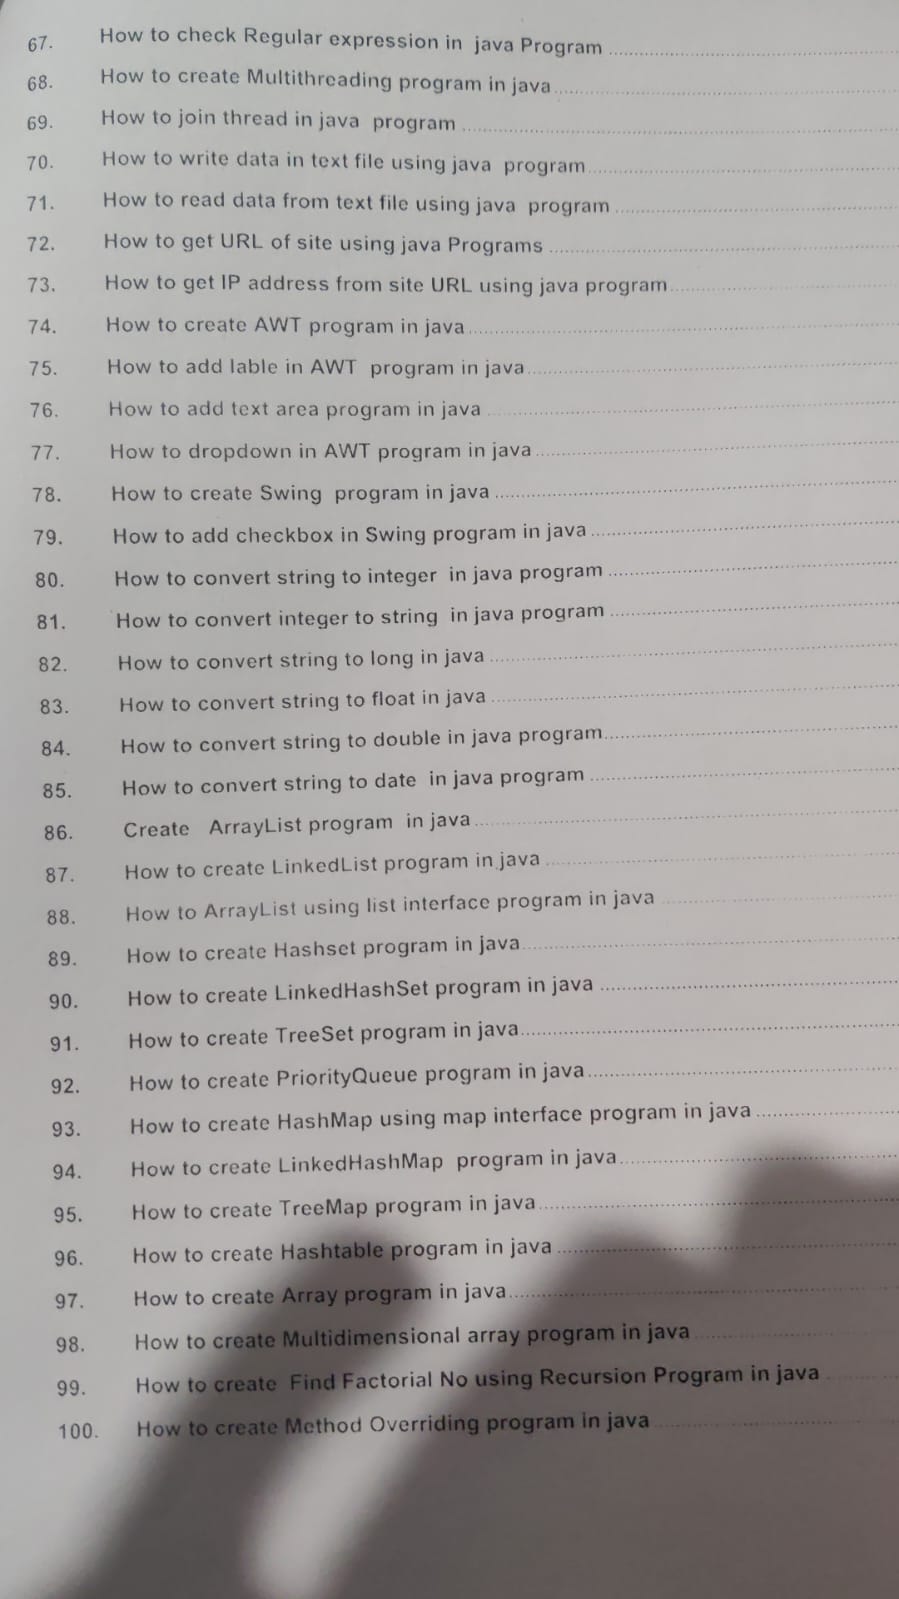 67. How to check Regular expression in java Program
68. How to create Multithreading program in java
69. How to join thread in java program
70. How to write data in text file using java program
71. How to read data from text file using java program
72. How to get URL of site using java Programs
73. How to get IP address from site URL using java program
74. How to create AWT program in java
75. How to add lable in AWT program in java
76. How to add text area program in java
77. How to dropdown in AWT program in java
78. How to create Swing program in java
79. How to add checkbox in Swing program in java
80. How to convert string to integer in java program
81. How to convert integer to string in java program
82. How to convert string to long in java
83. How to convert string to float in java
84. How to convert string to double in java program
85. How to convert string to date in java program
86. Create ArrayList program in java
87. How to create LinkedList program in java
88. How to ArrayList using list interface program in java
89. How to create Hashset program in java
90. How to create LinkedHashSet program in java
91. How to create TreeSet program in java
92. How to create PriorityQueue program in java
93. How to create HashMap using map interface program in java
94. How to create LinkedHashMap program in java
95. How to create TreeMap program in java
96. How to create Hashtable program in java
97. How to create Array program in java
98. How to create Multidimensional array program in java
99. How to create Find Factorial No using Recursion Program in java
100. How to create Method Overriding program in java